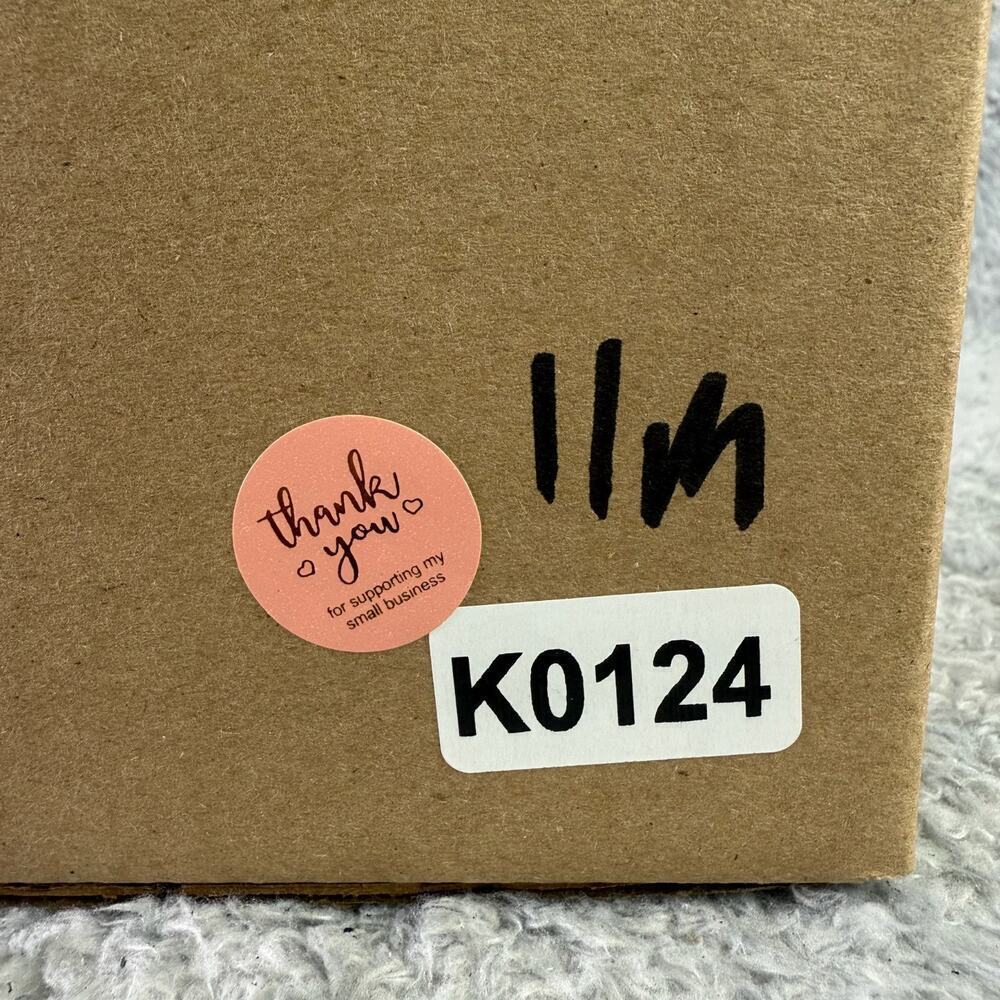 11M
thank
you
for supporting my
small business
K0124